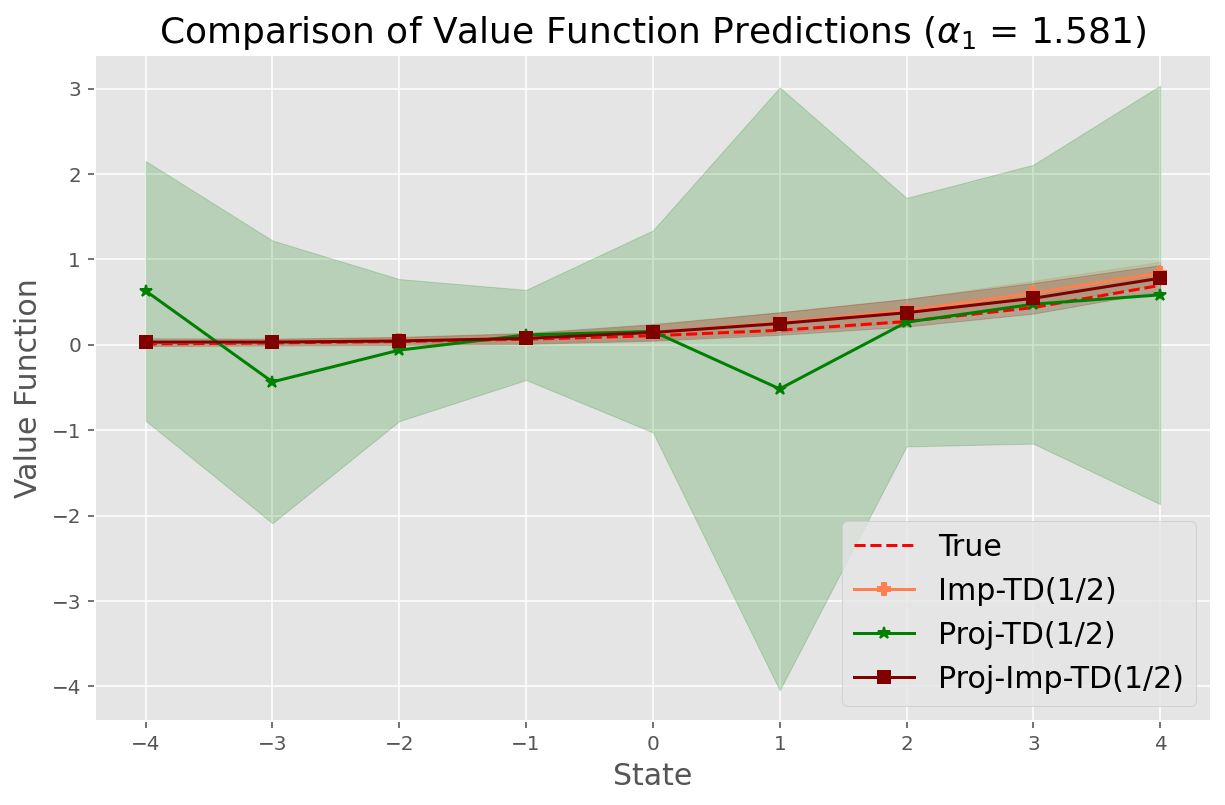 Comparison of Value Function Predictions (α₁ = 1.581)
Value Function
3
2
1
0
−1
−2
−3
−4
True
Imp-TD(1/2)
Proj-TD(1/2)
Proj-Imp-TD(1/2)
−4 −3 −2 −1 0 1 2 3 4
State